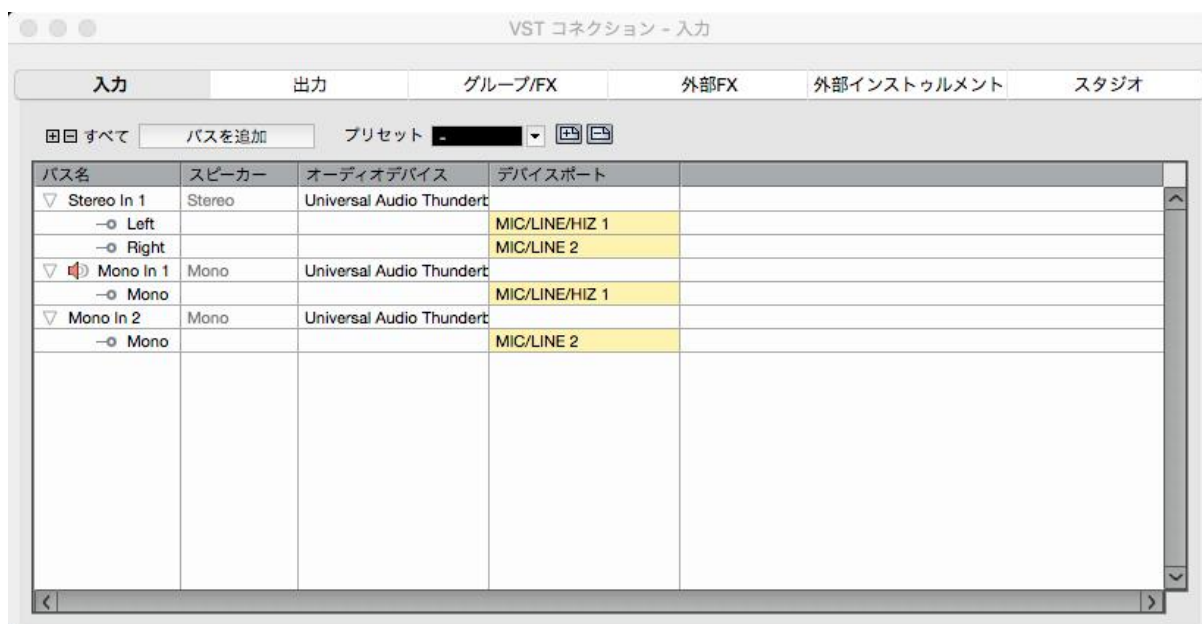 VST コネクション - 入力
入力 出力 グループ/FX 外部FX 外部インストゥルメント スタジオ
すべて バスを追加 プリセット -
バス名 スピーカー オーディオデバイス デバイスポート
Stereo In 1 Stereo Universal Audio Thunderb
Left MIC/LINE/HIZ 1
Right MIC/LINE 2
Mono In 1 Mono Universal Audio Thunderb
Mono MIC/LINE/HIZ 1
Mono In 2 Mono Universal Audio Thunderb
Mono MIC/LINE 2